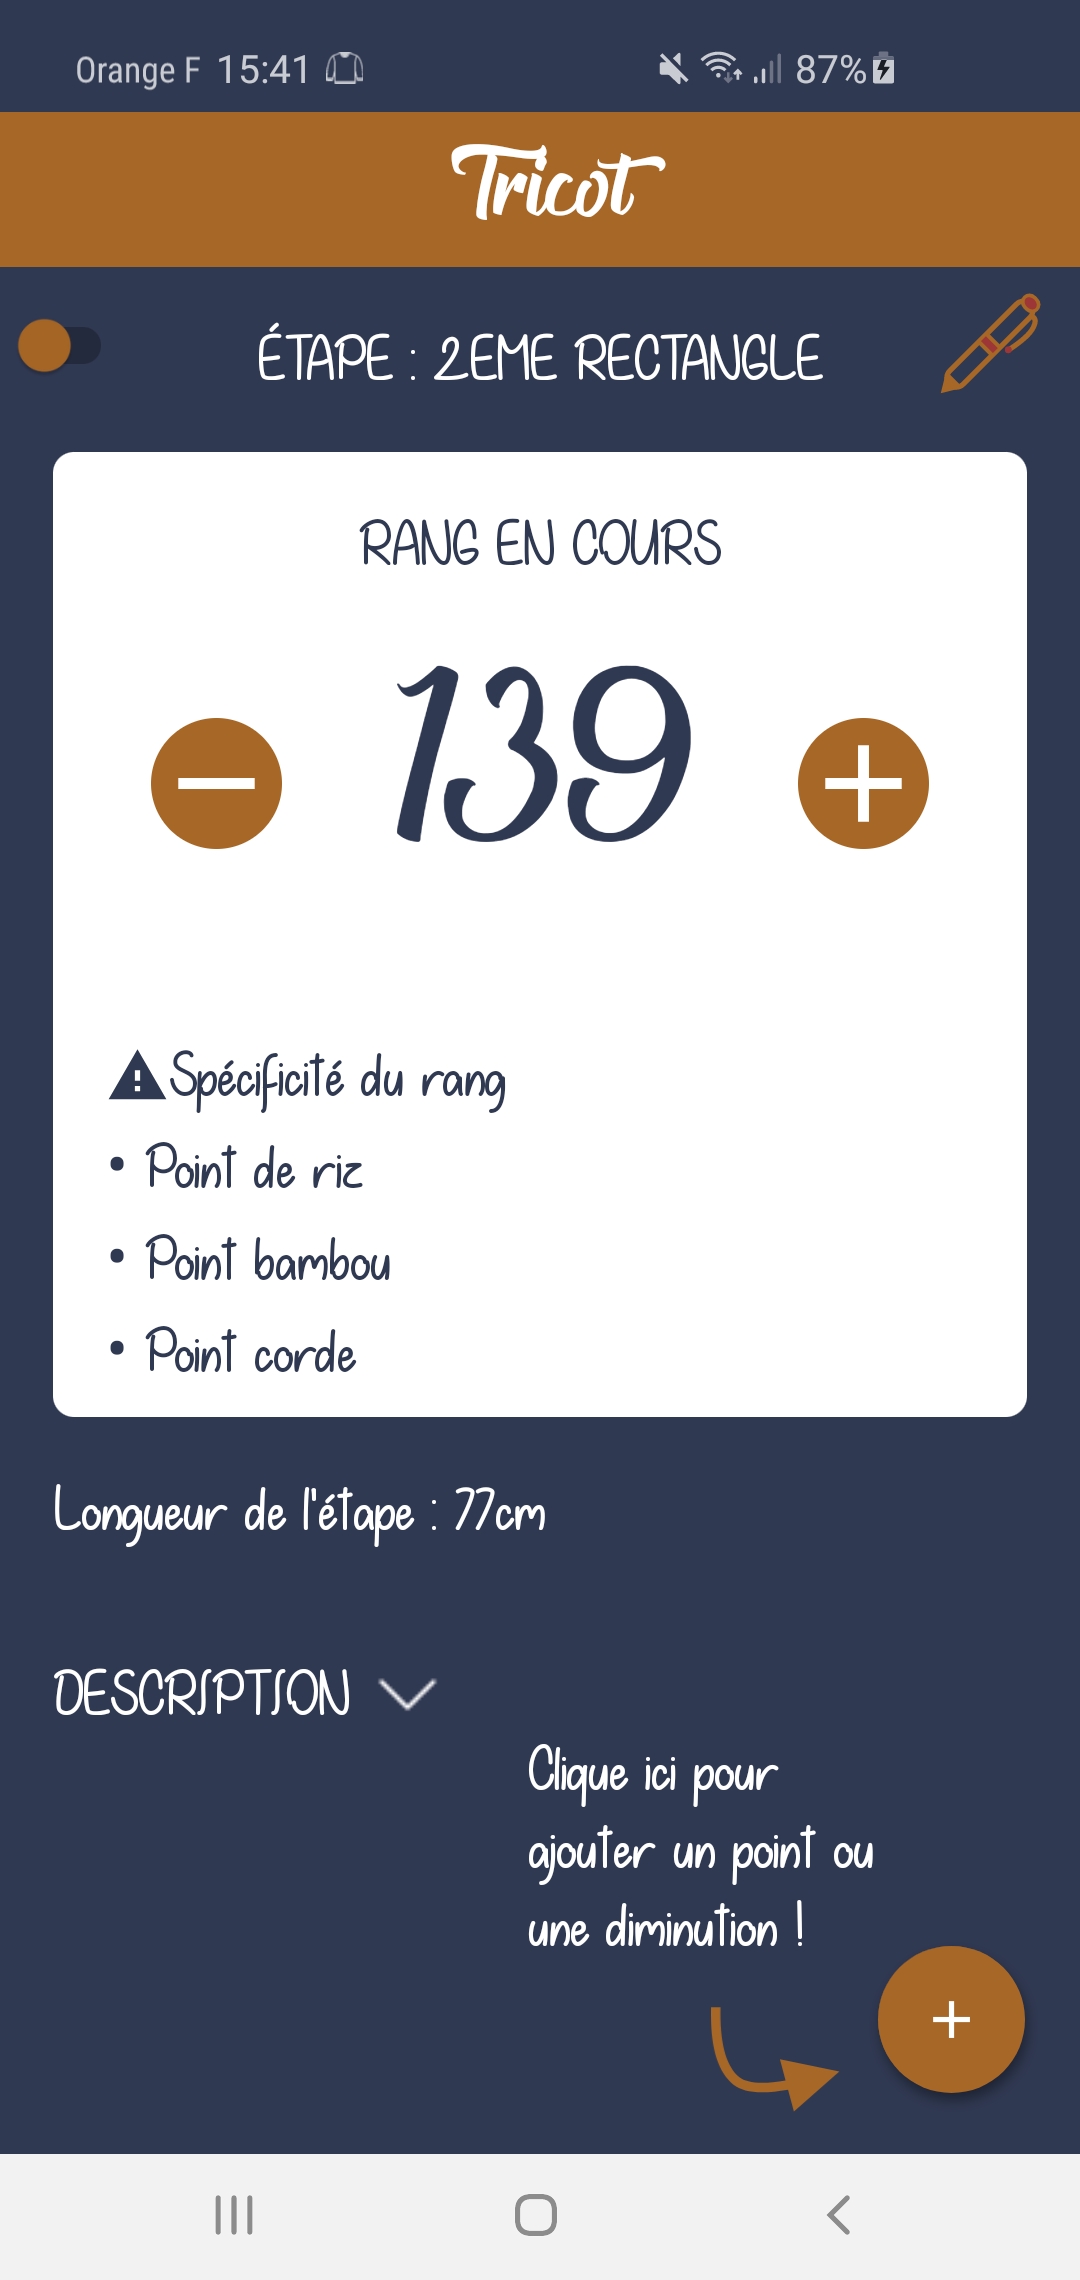 Orange F 15:41 87%
Tricot
ÉTAPE : 2EME RECTANGLE
RANG EN COURS
139
Spécificité du rang
• Point de riz
• Point bambou
• Point corde
Longueur de l'étape : 77cm
DESCRIPTION
Clique ici pour
ajouter un point ou
une diminution !